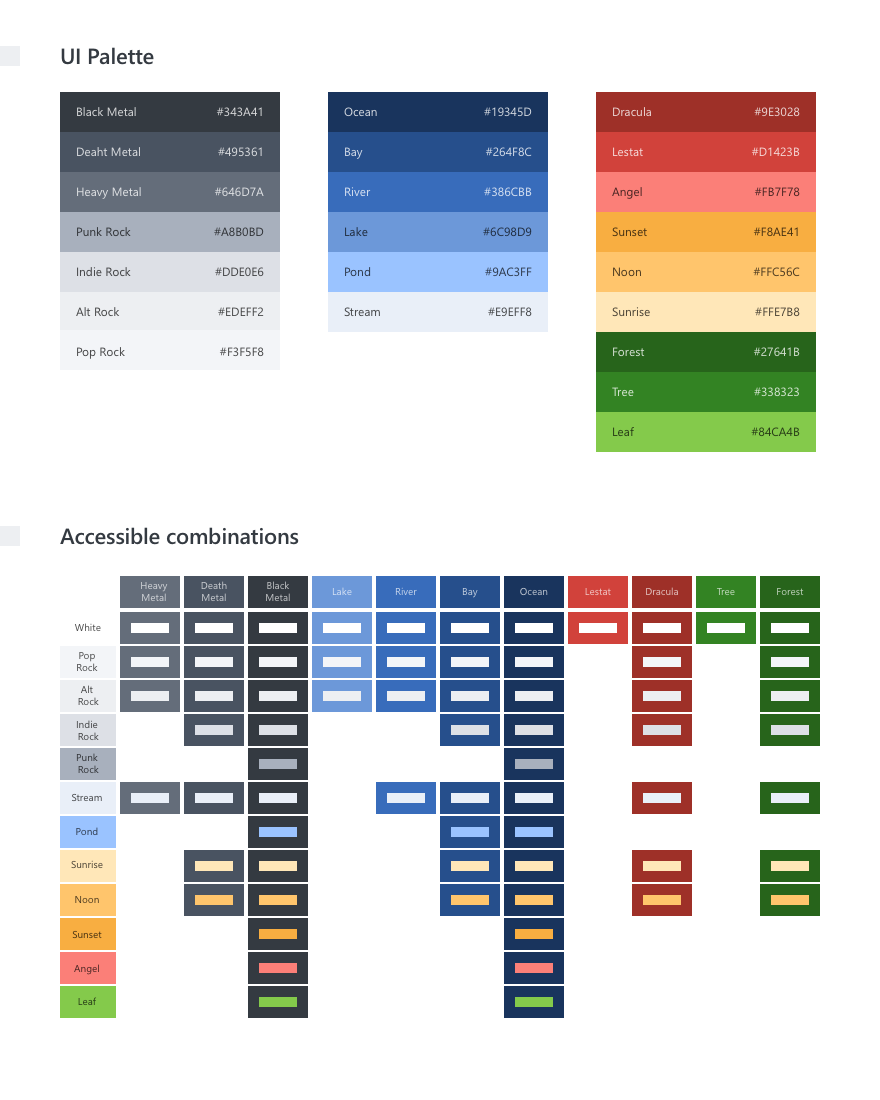 UI Palette
Black Metal #343A41
Deaht Metal #495361
Heavy Metal #646D7A
Punk Rock #A8B0BD
Indie Rock #DDE0E6
Alt Rock #EDEFF2
Pop Rock #F3F5F8
Ocean #19345D
Bay #264F8C
River #386CBB
Lake #6C98D9
Pond #9AC3FF
Stream #E9EFF8
Dracula #9E3028
Lestat #D1423B
Angel #FB7F78
Sunset #F8AE41
Noon #FFC56C
Sunrise #FFE7B8
Forest #27641B
Tree #338323
Leaf #84CA4B
Accessible combinations
Heavy
Metal
Death
Metal
Black
Metal
Lake
River
Bay
Ocean
Lestat
Dracula
Tree
Forest
White
Pop
Rock
Alt
Rock
Indie
Rock
Punk
Rock
Stream
Pond
Sunrise
Noon
Sunset
Angel
Leaf